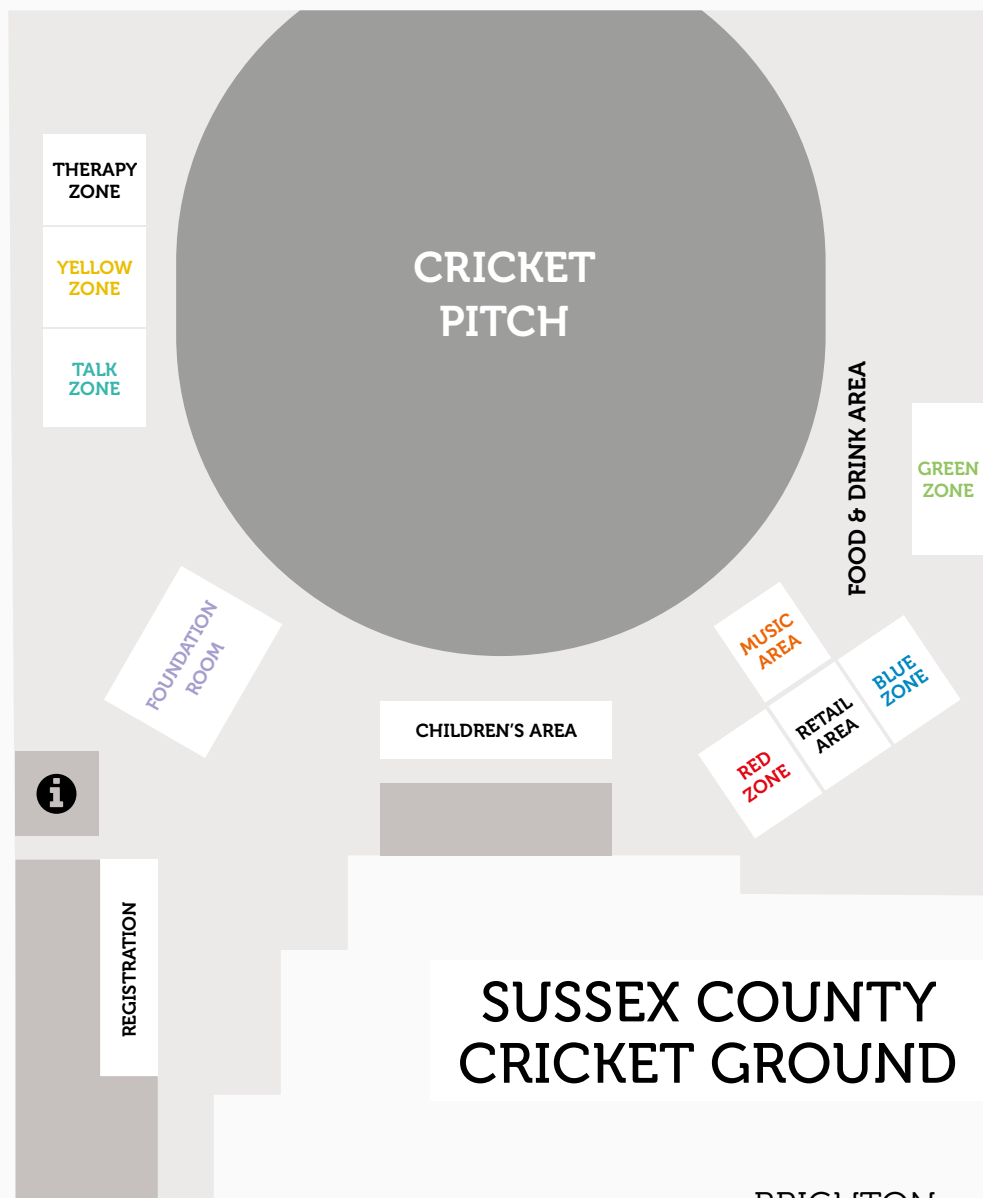 THERAPY
ZONE
YELLOW
ZONE
TALK
ZONE
CRICKET
PITCH
FOOD & DRINK AREA
GREEN
ZONE
FOUNDATION
ROOM
MUSIC
AREA
BLUE
ZONE
RETAIL
AREA
RED
ZONE
CHILDREN'S AREA
i
REGISTRATION
SUSSEX COUNTY
CRICKET GROUND
BRIGHTON